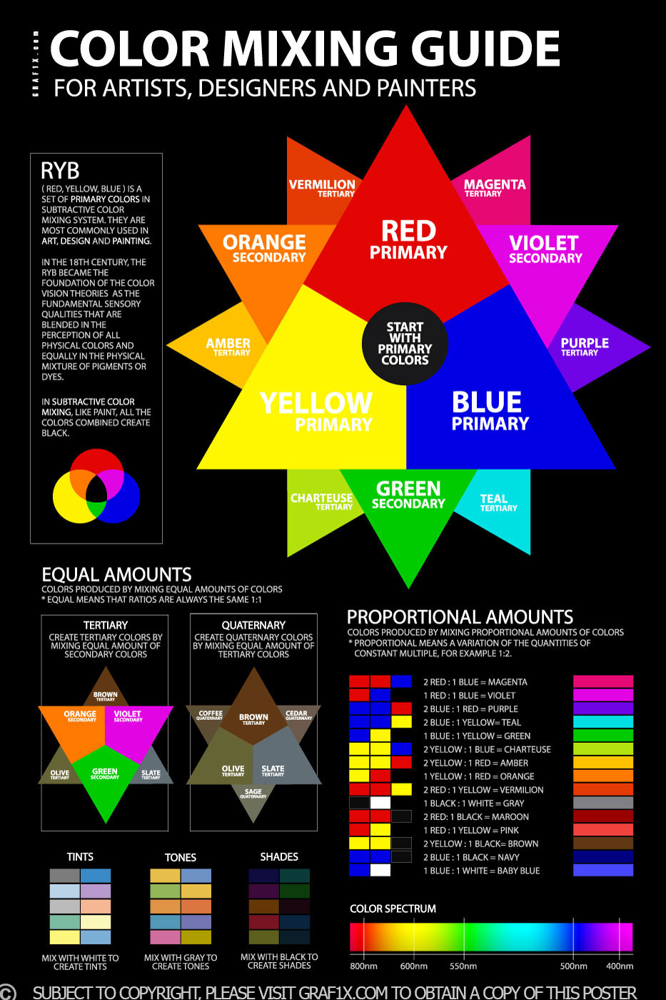 GRAF1X.com
COLOR MIXING GUIDE
FOR ARTISTS, DESIGNERS AND PAINTERS
RYB
( RED, YELLOW, BLUE ) IS A
SET OF PRIMARY COLORS IN
SUBTRACTIVE COLOR
MIXING SYSTEM. THEY ARE
MOST COMMONLY USED IN
ART, DESIGN AND PAINTING.
IN THE 18TH CENTURY, THE
RYB BECAME THE
FOUNDATION OF THE COLOR
VISION THEORIES AS THE
FUNDAMENTAL SENSORY
QUALITIES THAT ARE
BLENDED IN THE
PERCEPTION OF ALL
PHYSICAL COLORS AND
EQUALLY IN THE PHYSICAL
MIXTURE OF PIGMENTS OR
DYES.
IN SUBTRACTIVE COLOR
MIXING, LIKE PAINT, ALL THE
COLORS COMBINED CREATE
BLACK.
VERMILION
TERTIARY
MAGENTA
TERTIARY
RED
PRIMARY
ORANGE
SECONDARY
VIOLET
SECONDARY
START
WITH
PRIMARY
COLORS
AMBER
TERTIARY
PURPLE
TERTIARY
YELLOW
PRIMARY
BLUE
PRIMARY
CHARTEUSE
TERTIARY
GREEN
SECONDARY
TEAL
TERTIARY
EQUAL AMOUNTS
COLORS PRODUCED BY MIXING EQUAL AMOUNTS OF COLORS
* EQUAL MEANS THAT RATIOS ARE ALWAYS THE SAME 1:1
TERTIARY
CREATE TERTIARY COLORS BY
MIXING EQUAL AMOUNT OF
SECONDARY COLORS
BROWN
TERTIARY
ORANGE
SECONDARY
VIOLET
SECONDARY
OLIVE
TERTIARY
GREEN
SECONDARY
SLATE
TERTIARY
QUATERNARY
CREATE QUATERNARY COLORS
BY MIXING EQUAL AMOUNT OF
TERTIARY COLORS
COFFEE
QUATERNARY
BROWN
TERTIARY
CEDAR
QUATERNARY
OLIVE
TERTIARY
SLATE
TERTIARY
SAGE
QUATERNARY
TINTS
MIX WITH WHITE TO
CREATE TINTS
TONES
MIX WITH GRAY TO
CREATE TONES
SHADES
MIX WITH BLACK TO
CREATE SHADES
PROPORTIONAL AMOUNTS
COLORS PRODUCED BY MIXING PROPORTIONAL AMOUNTS OF COLORS
* PROPORTIONAL MEANS A VARIATION OF THE QUANTITIES OF
CONSTANT MULTIPLE, FOR EXAMPLE 1:2.
2 RED : 1 BLUE = MAGENTA
1 RED : 1 BLUE = VIOLET
2 BLUE : 1 RED = PURPLE
2 BLUE : 1 YELLOW= TEAL
1 BLUE : 1 YELLOW= GREEN
2 YELLOW : 1 BLUE = CHARTEUSE
2 YELLOW : 1 RED = AMBER
1 YELLOW : 1 RED = ORANGE
2 RED : 1 YELLOW = VERMILION
1 BLACK : 1 WHITE = GRAY
2 RED: 1 BLACK = MAROON
1 RED : 1 YELLOW = PINK
2 YELLOW : 1 BLACK= BROWN
2 BLUE : 1 BLACK = NAVY
1 BLUE : 1 WHITE = BABY BLUE
COLOR SPECTRUM
800nm 600nm 550nm 500nm 400nm
© SUBJECT TO COPYRIGHT, PLEASE VISIT GRAF1X.COM TO OBTAIN A COPY OF THIS POSTER